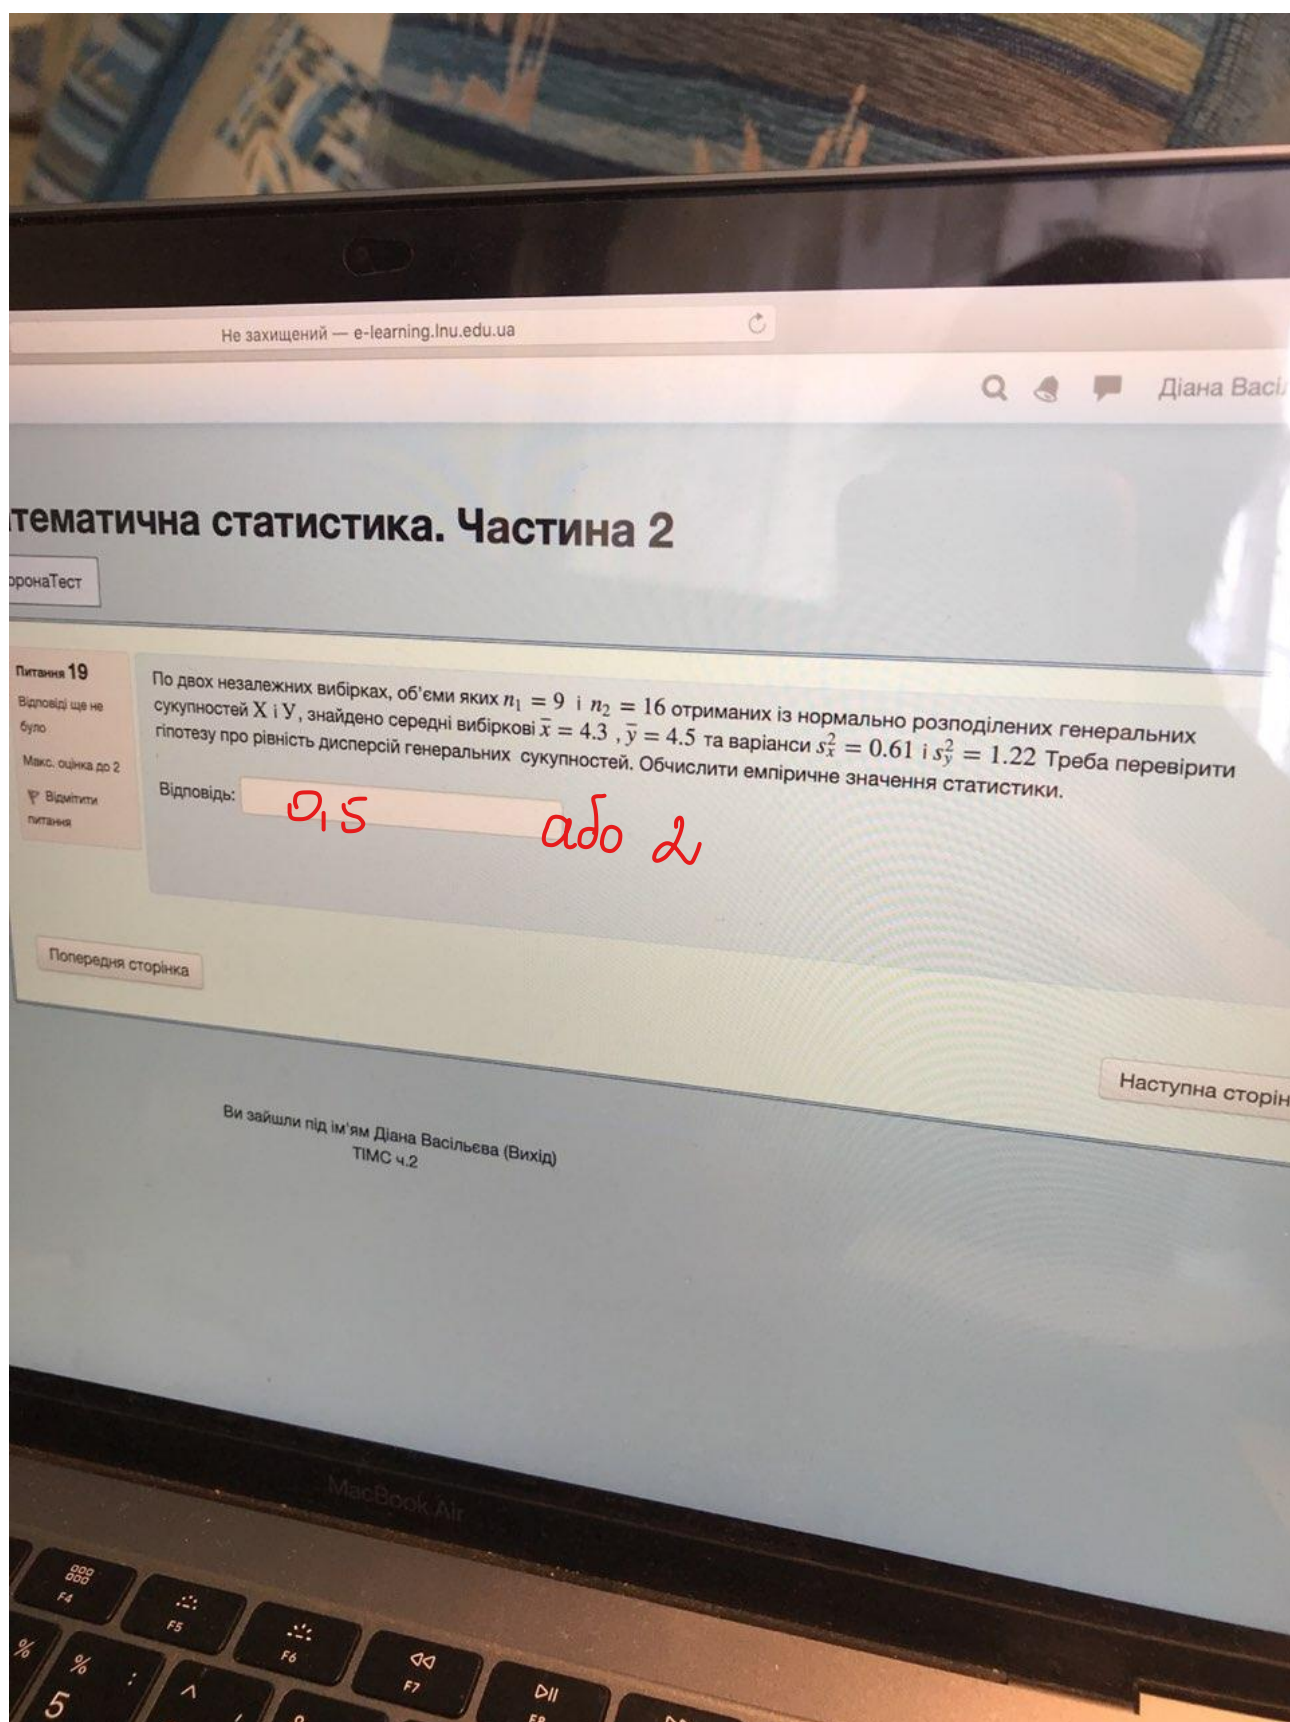 Не захищений — e-learning.lnu.edu.ua
Діана Васіл
тематична статистика. Частина 2
ронаТест
Питання 19
Відповіді ще не
було
Макс. оцінка до 2
Відмітити
питання
По двох незалежних вибірках, об'єми яких n₁ = 9 і n₂ = 16 отриманих із нормально розподілених генеральних
сукупностей X і У, знайдено середні вибіркові x̄ = 4.3 , ȳ = 4.5 та варіанси s²ₓ = 0.61 і s²ᵧ = 1.22 Треба перевірити
гіпотезу про рівність дисперсій генеральних сукупностей. Обчислити емпіричне значення статистики.
Відповідь:
0,5 або 2
Попередня сторінка
Наступна сторін
Ви зайшли під ім'ям Діана Васільєва (Вихід)
ТІМС ч.2
MacBook Air
F4
F5
F6
F7
F8
%
%
5
:
^